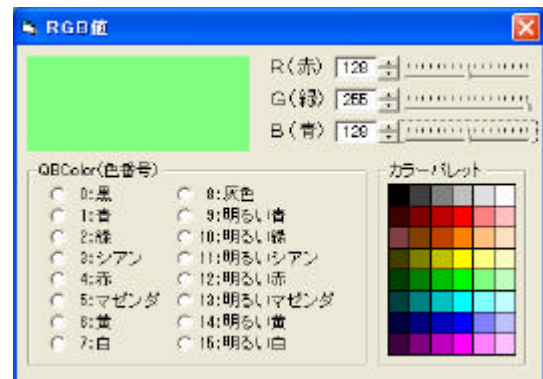 RGB値
R(赤) 128
G(緑) 255
B(青) 128
QBColor(色番号)
0:黒
1:青
2:緑
3:シアン
4:赤
5:マゼンダ
6:黄
7:白
8:灰色
9:明るい青
10:明るい緑
11:明るいシアン
12:明るい赤
13:明るいマゼンダ
14:明るい黄
15:明るい白
カラーパレット